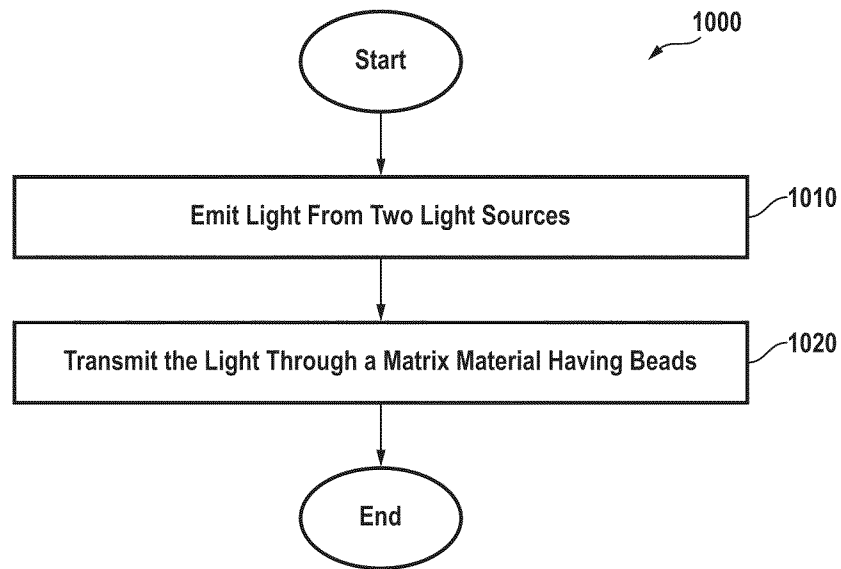 1000
Start
Emit Light From Two Light Sources
1010
Transmit the Light Through a Matrix Material Having Beads
1020
End